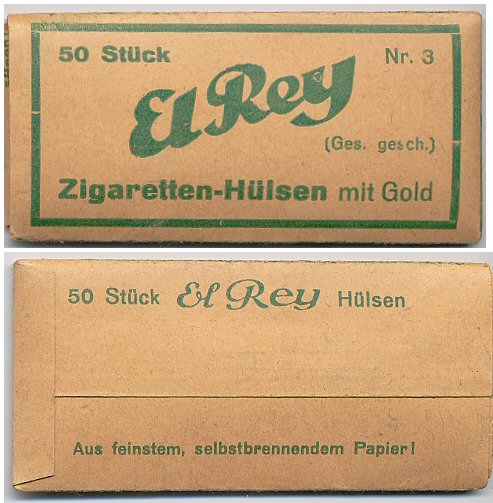 50 Stück Nr. 3
El Rey
(Ges. gesch.)
Zigaretten-Hülsen mit Gold
50 Stück El Rey Hülsen
Aus feinstem, selbstbrennendem Papier!